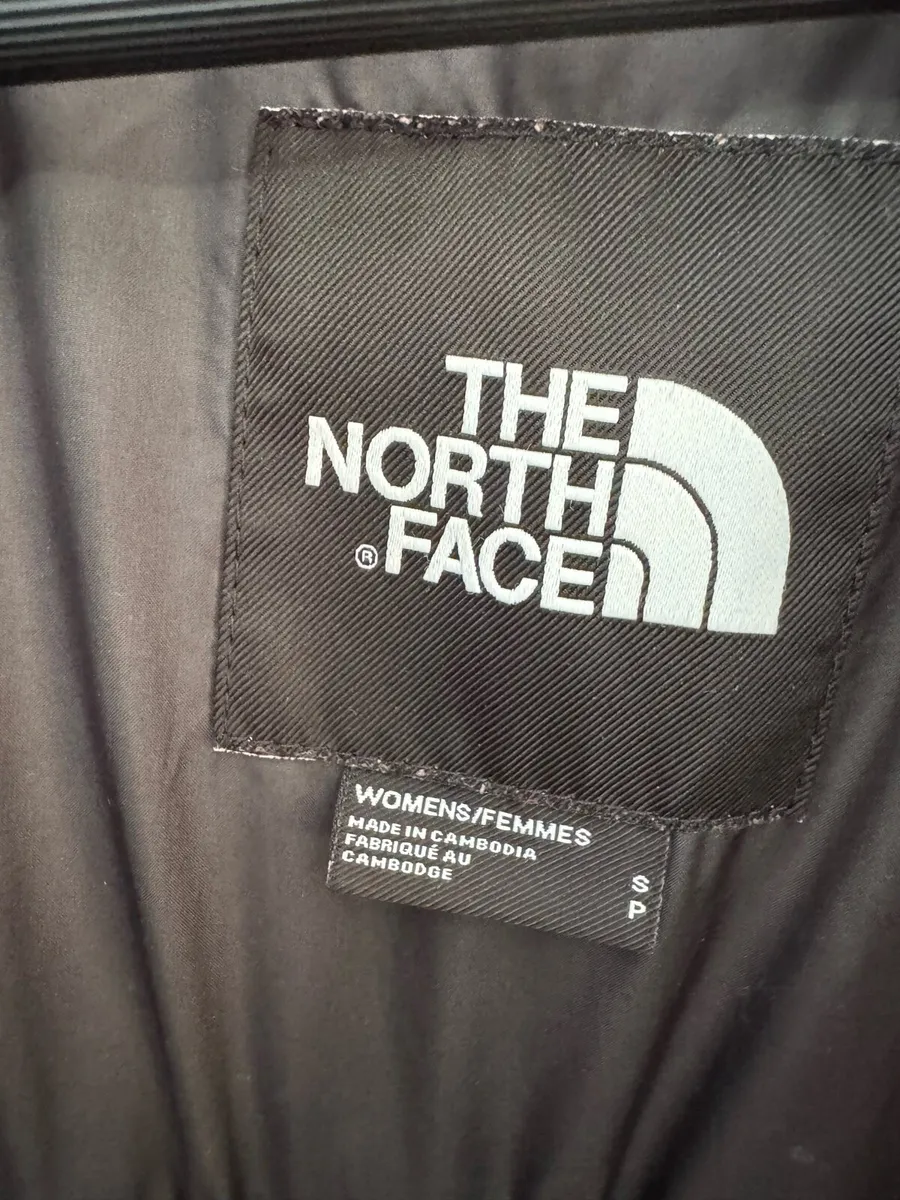 THE
NORTH
®FACE
WOMENS/FEMMES
MADE IN CAMBODIA
FABRIQUÉ AU
CAMBODGE
S
P